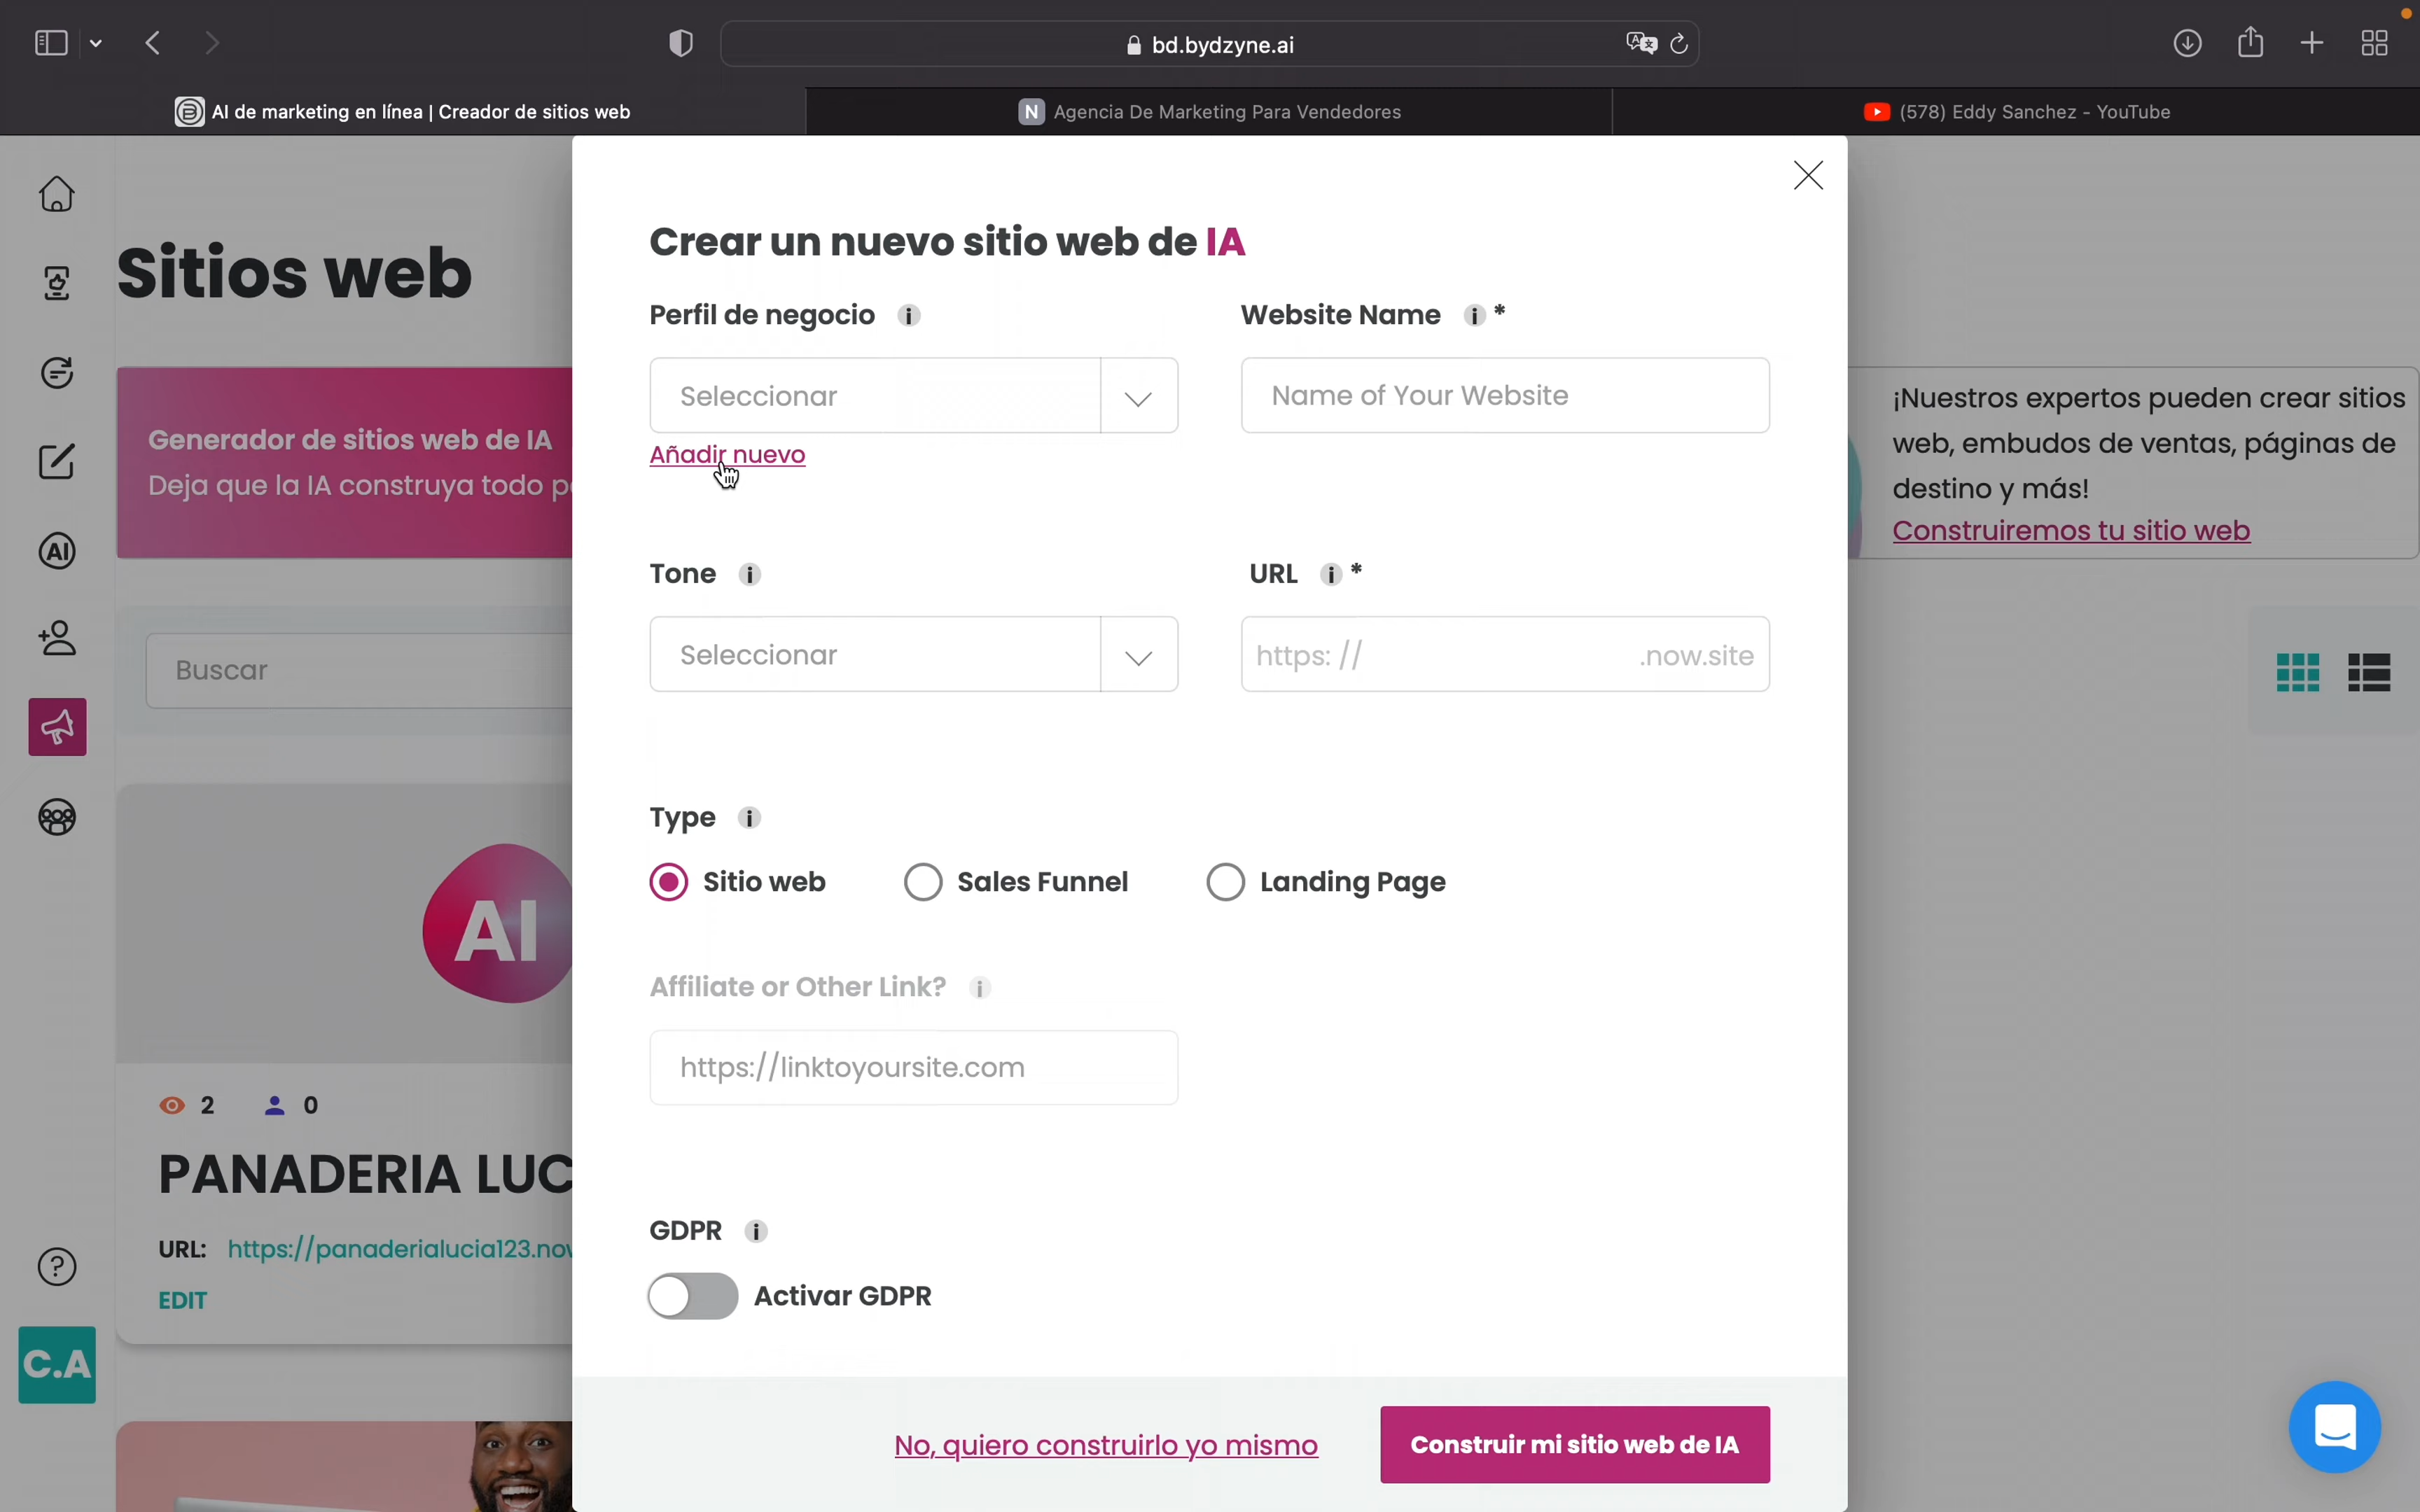 bd.bydzyne.ai
AI de marketing en línea | Creador de sitios web
N Agencia De Marketing Para Vendedores
(578) Eddy Sanchez - YouTube
Sitios web
Generador de sitios web de IA
Deja que la IA construya todo
Buscar
AI
2 0
PANADERIA LUC
URL: https://panaderialucia123.nov
EDIT
AI
C.A
Crear un nuevo sitio web de IA
Perfil de negocio i
Seleccionar
Añadir nuevo
Website Name i *
Name of Your Website
Tone i
Seleccionar
URL i *
https: // .now.site
Type i
Sitio web Sales Funnel Landing Page
Affiliate or Other Link? i
https://linktoyoursite.com
GDPR i
Activar GDPR
No, quiero construirlo yo mismo
Construir mi sitio web de IA
¡Nuestros expertos pueden crear sitios
web, embudos de ventas, páginas de
destino y más!
Construiremos tu sitio web